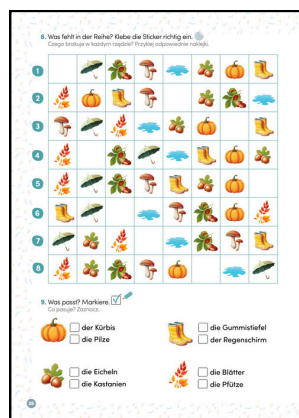 8. Was fehlt in der Reihe? Klebe die Sticker richtig ein.
Czego brakuje w każdym rzędzie? Przyklej odpowiednie naklejki.
1
2
3
4
5
6
7
8
9. Was passt? Markiere.
Co pasuje? Zaznacz.
der Kürbis
die Pilze
die Gummistiefel
der Regenschirm
die Eicheln
die Kastanien
die Blätter
die Pfütze